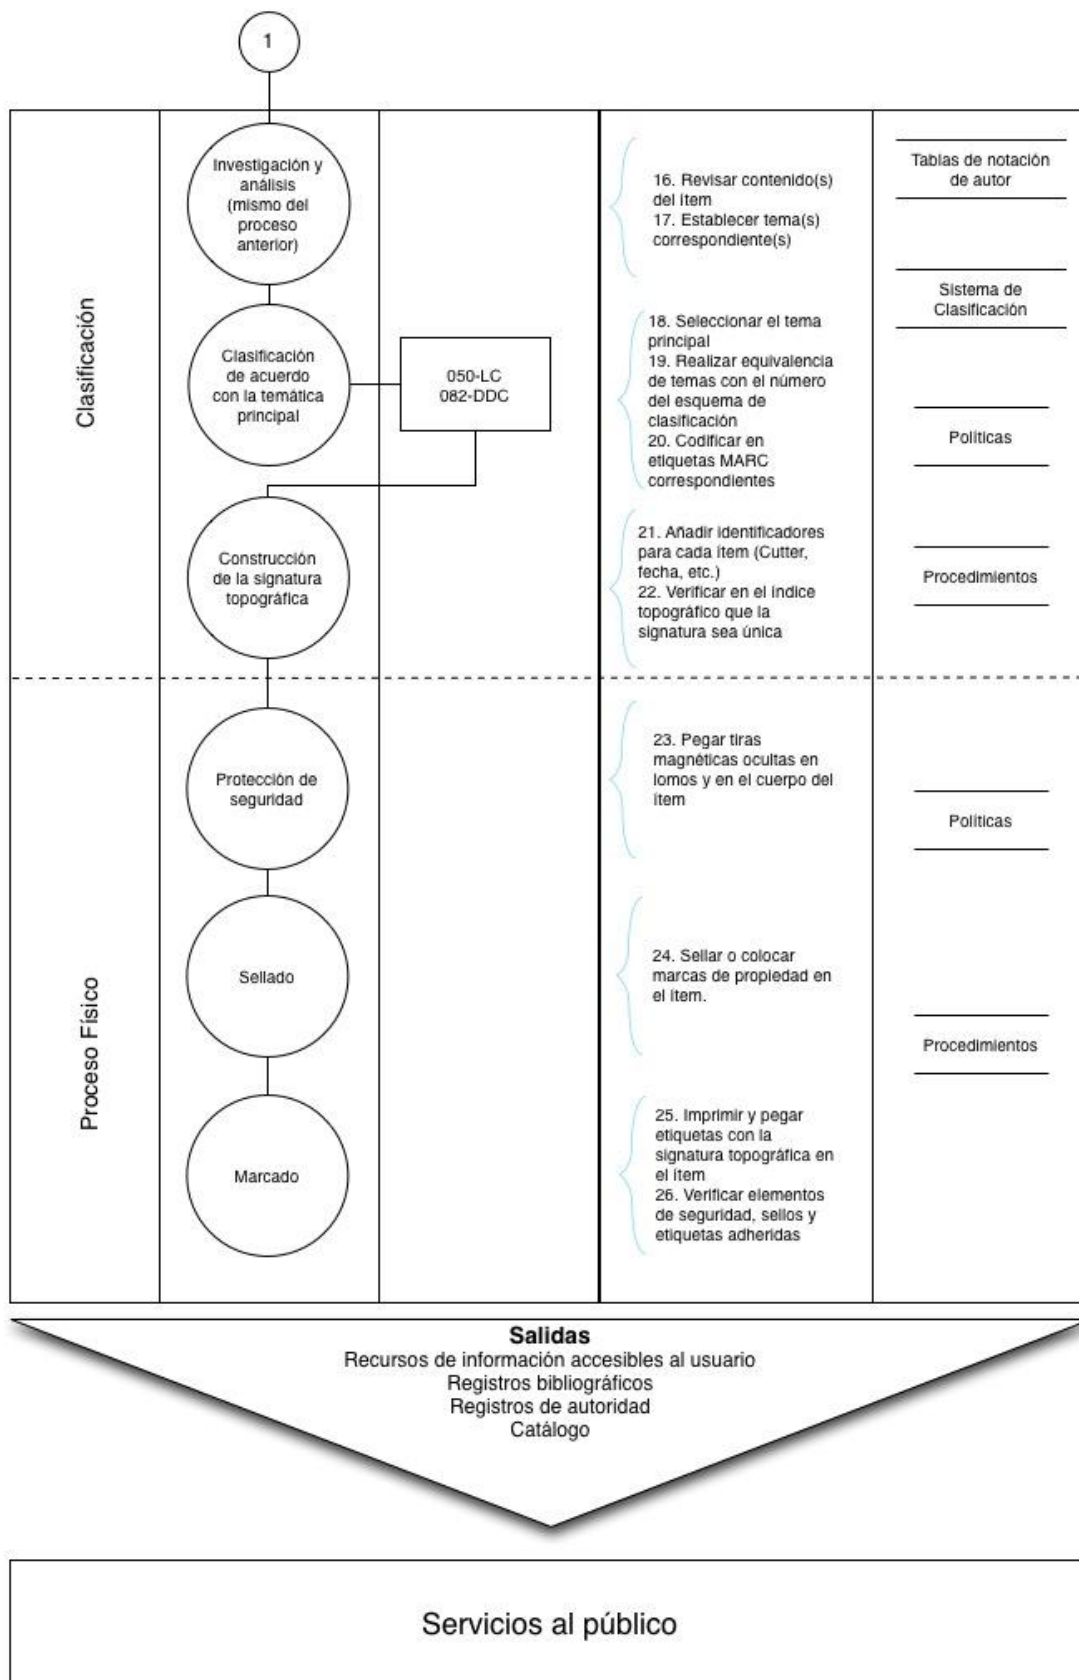 1
Clasificación
Investigación y
análisis
(mismo del
proceso
anterior)
16. Revisar contenido(s)
del ítem
17. Establecer tema(s)
correspondiente(s)
Tablas de notación
de autor
Sistema de
Clasificación
Clasificación
de acuerdo
con la temática
principal
050-LC
082-DDC
18. Seleccionar el tema
principal
19. Realizar equivalencia
de temas con el número
del esquema de
clasificación
20. Codificar en
etiquetas MARC
correspondientes
Políticas
Construcción
de la signatura
topográfica
21. Añadir identificadores
para cada ítem (Cutter,
fecha, etc.)
22. Verificar en el índice
topográfico que la
signatura sea única
Procedimientos
Proceso Físico
Protección de
seguridad
23. Pegar tiras
magnéticas ocultas en
lomos y en el cuerpo del
ítem
Políticas
Sellado
24. Sellar o colocar
marcas de propiedad en
el ítem.
Procedimientos
Marcado
25. Imprimir y pegar
etiquetas con la
signatura topográfica en
el ítem
26. Verificar elementos
de seguridad, sellos y
etiquetas adheridas
Salidas
Recursos de información accesibles al usuario
Registros bibliográficos
Registros de autoridad
Catálogo
Servicios al público